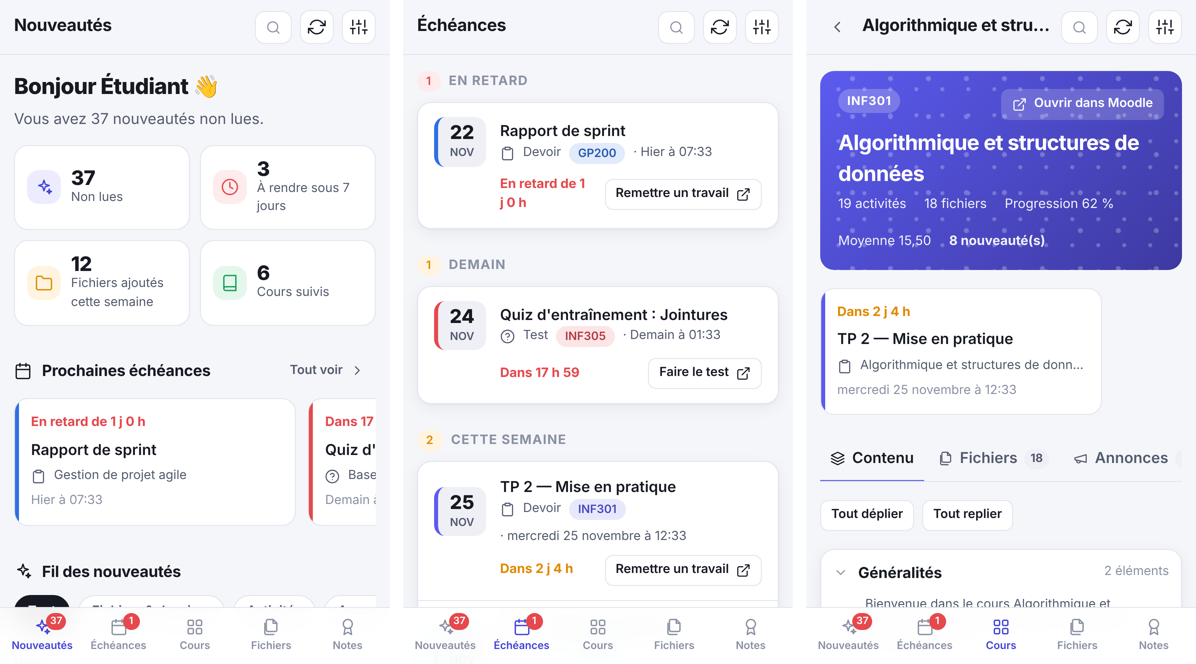 Nouveautés
Bonjour Étudiant 👋
Vous avez 37 nouveautés non lues.
37
Non lues
3
À rendre sous 7
jours
12
Fichiers ajoutés
cette semaine
6
Cours suivis
Prochaines échéances
Tout voir
En retard de 1 j 0 h
Rapport de sprint
Gestion de projet agile
Hier à 07:33
Dans 17
Quiz d'
Base
Demain
Fil des nouveautés
37
Nouveautés
1
Échéances
Cours
Fichiers
Notes
Échéances
1 EN RETARD
22
NOV
Rapport de sprint
Devoir GP200 · Hier à 07:33
En retard de 1
j 0 h
Remettre un travail
1 DEMAIN
24
NOV
Quiz d'entraînement : Jointures
Test INF305 · Demain à 01:33
Dans 17 h 59
Faire le test
2 CETTE SEMAINE
25
NOV
TP 2 — Mise en pratique
Devoir INF301
· mercredi 25 novembre à 12:33
Dans 2 j 4 h
Remettre un travail
37
Nouveautés
1
Échéances
Cours
Fichiers
Notes
Algorithmique et stru...
INF301
Ouvrir dans Moodle
Algorithmique et structures de
données
19 activités 18 fichiers Progression 62 %
Moyenne 15,50 8 nouveauté(s)
Dans 2 j 4 h
TP 2 — Mise en pratique
Algorithmique et structures de donn...
mercredi 25 novembre à 12:33
Contenu
Fichiers 18
Annonces
Tout déplier
Tout replier
Généralités
2 éléments
Bienvenue dans le cours Algorithmique et
37
Nouveautés
1
Échéances
Cours
Fichiers
Notes